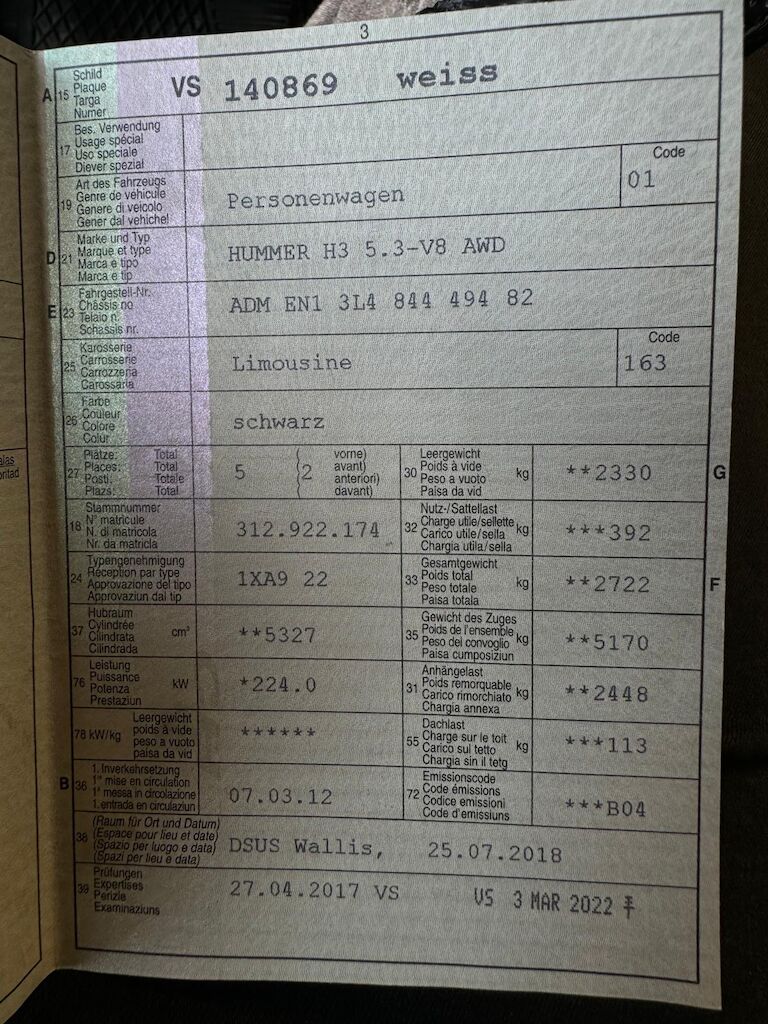 3
A 15 Schild
Plaque
Targa
Numer
VS 140869 weiss
17 Bes. Verwendung
Usage spécial
Uso speciale
Diever spezial
19 Art des Fahrzeugs
Genre de véhicule
Genere di veicolo
Gener dal vehichel
Personenwagen
Code
01
D 21 Marke und Typ
Marque et type
Marca e tipo
Marca e tip
HUMMER H3 5.3-V8 AWD
E 23 Fahrgestell-Nr.
Châssis no
Telaio n.
Schassis nr.
ADM EN1 3L4 844 494 82
25 Karosserie
Carrosserie
Carrozzeria
Carossaria
Limousine
Code
163
26 Farbe
Couleur
Colore
Colur
schwarz
27 Plätze: Total
Places: Total
Posti: Totale
Plazs: Total
5 (2 vorne)
avant)
anteriori)
davant)
30 Leergewicht
Poids à vide
Peso a vuoto
Paisa da vid
kg
**2330
G
18 Stammnummer
N° matricule
N. di matricola
Nr. da matricla
312.922.174
32 Nutz-/Sattellast
Charge utile/sellette
Carico utile/sella
Chargia utila/sella
kg
***392
24 Typengenehmigung
Réception par type
Approvazione del tipo
Approvaziun dal tip
1XA9 22
33 Gesamtgewicht
Poids total
Peso totale
Paisa totala
kg
**2722
F
37 Hubraum
Cylindrée
Cilindrata
Cilindrada
cm³
**5327
35 Gewicht des Zuges
Poids de l'ensemble
Peso del convoglio
Paisa cumposiziun
kg
**5170
76 Leistung
Puissance
Potenza
Prestaziun
kW
*224.0
31 Anhängelast
Poids remorquable
Carico rimorchiato
Chargia annexa
kg
**2448
78 kW/kg Leergewicht
poids à vide
peso a vuoto
paisa da vid
******
55 Dachlast
Charge sur le toit
Carico sul tetto
Chargia sin il tetg
kg
***113
B 36 1. Inverkehrsetzung
1re mise en circulation
1a messa in circolazione
1. entrada en circulaziun
07.03.12
72 Emissionscode
Code émissions
Codice emissioni
Code d'emissiuns
***B04
38 (Raum für Ort und Datum)
(Espace pour lieu et date)
(Spazio per luogo e data)
(Spazi per lieu e data)
DSUS Wallis, 25.07.2018
39 Prüfungen
Expertises
Perizie
Examinaziuns
27.04.2017 VS VS 3 MAR 2022